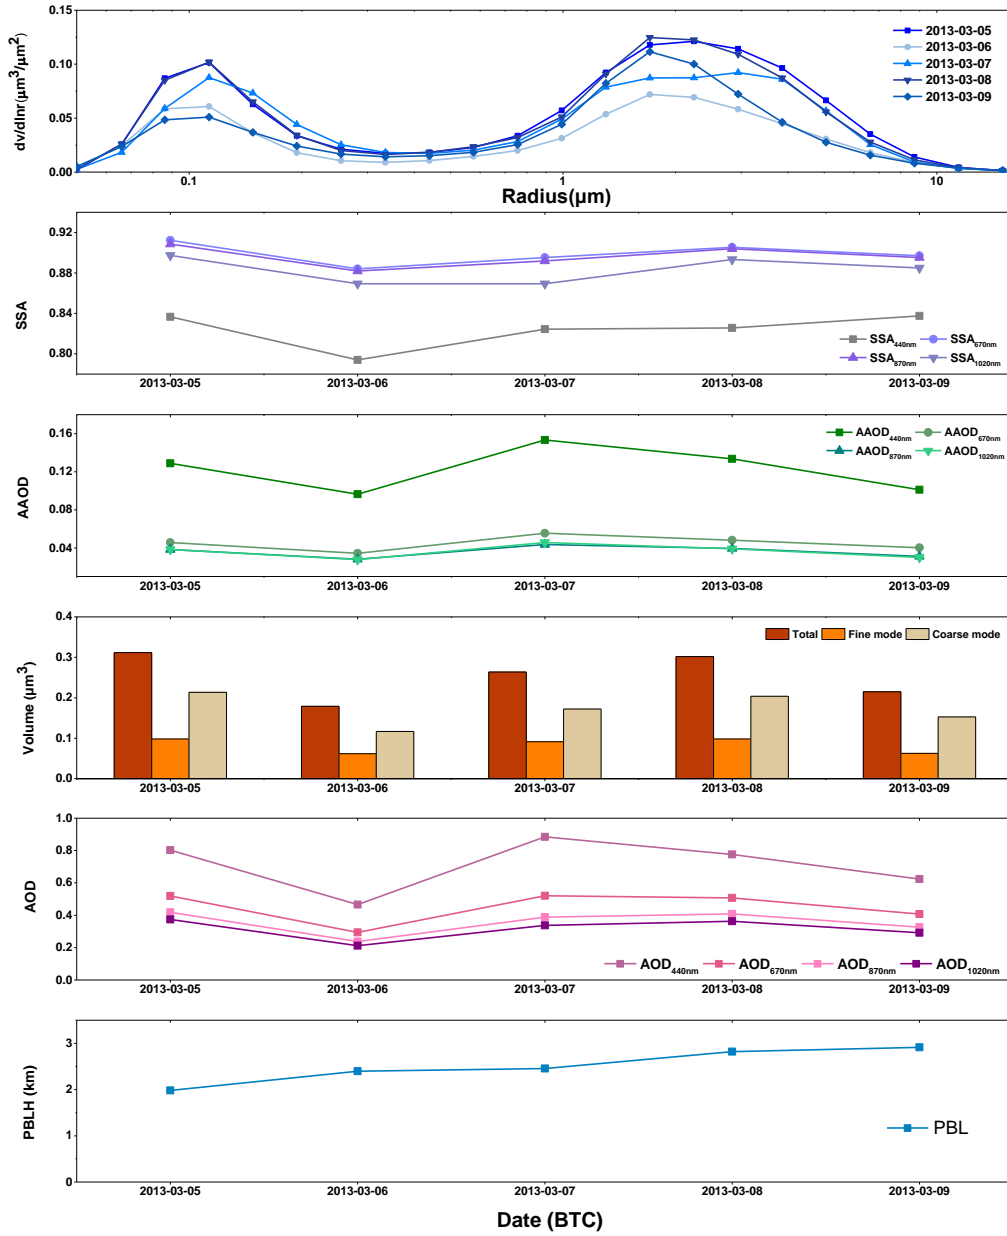 0.15
0.10
0.05
0.00
dv/dlnr(μm³/μm²)
2013-03-05
2013-03-06
2013-03-07
2013-03-08
2013-03-09
0.1
1
10
Radius(μm)
0.92
0.88
0.84
0.80
SSA
SSA440nm SSA670nm
SSA870nm SSA1020nm
2013-03-05 2013-03-06 2013-03-07 2013-03-08 2013-03-09
0.16
0.12
0.08
0.04
AAOD
AAOD440nm AAOD670nm
AAOD870nm AAOD1020nm
2013-03-05 2013-03-06 2013-03-07 2013-03-08 2013-03-09
0.4
0.3
0.2
0.1
0.0
Volume (μm³)
Total Fine mode Coarse mode
2013-03-05 2013-03-06 2013-03-07 2013-03-08 2013-03-09
1.0
0.8
0.6
0.4
0.2
0.0
AOD
AOD440nm AOD670nm AOD870nm AOD1020nm
2013-03-05 2013-03-06 2013-03-07 2013-03-08 2013-03-09
3
2
1
0
PBLH (km)
PBL
2013-03-05 2013-03-06 2013-03-07 2013-03-08 2013-03-09
Date (BTC)